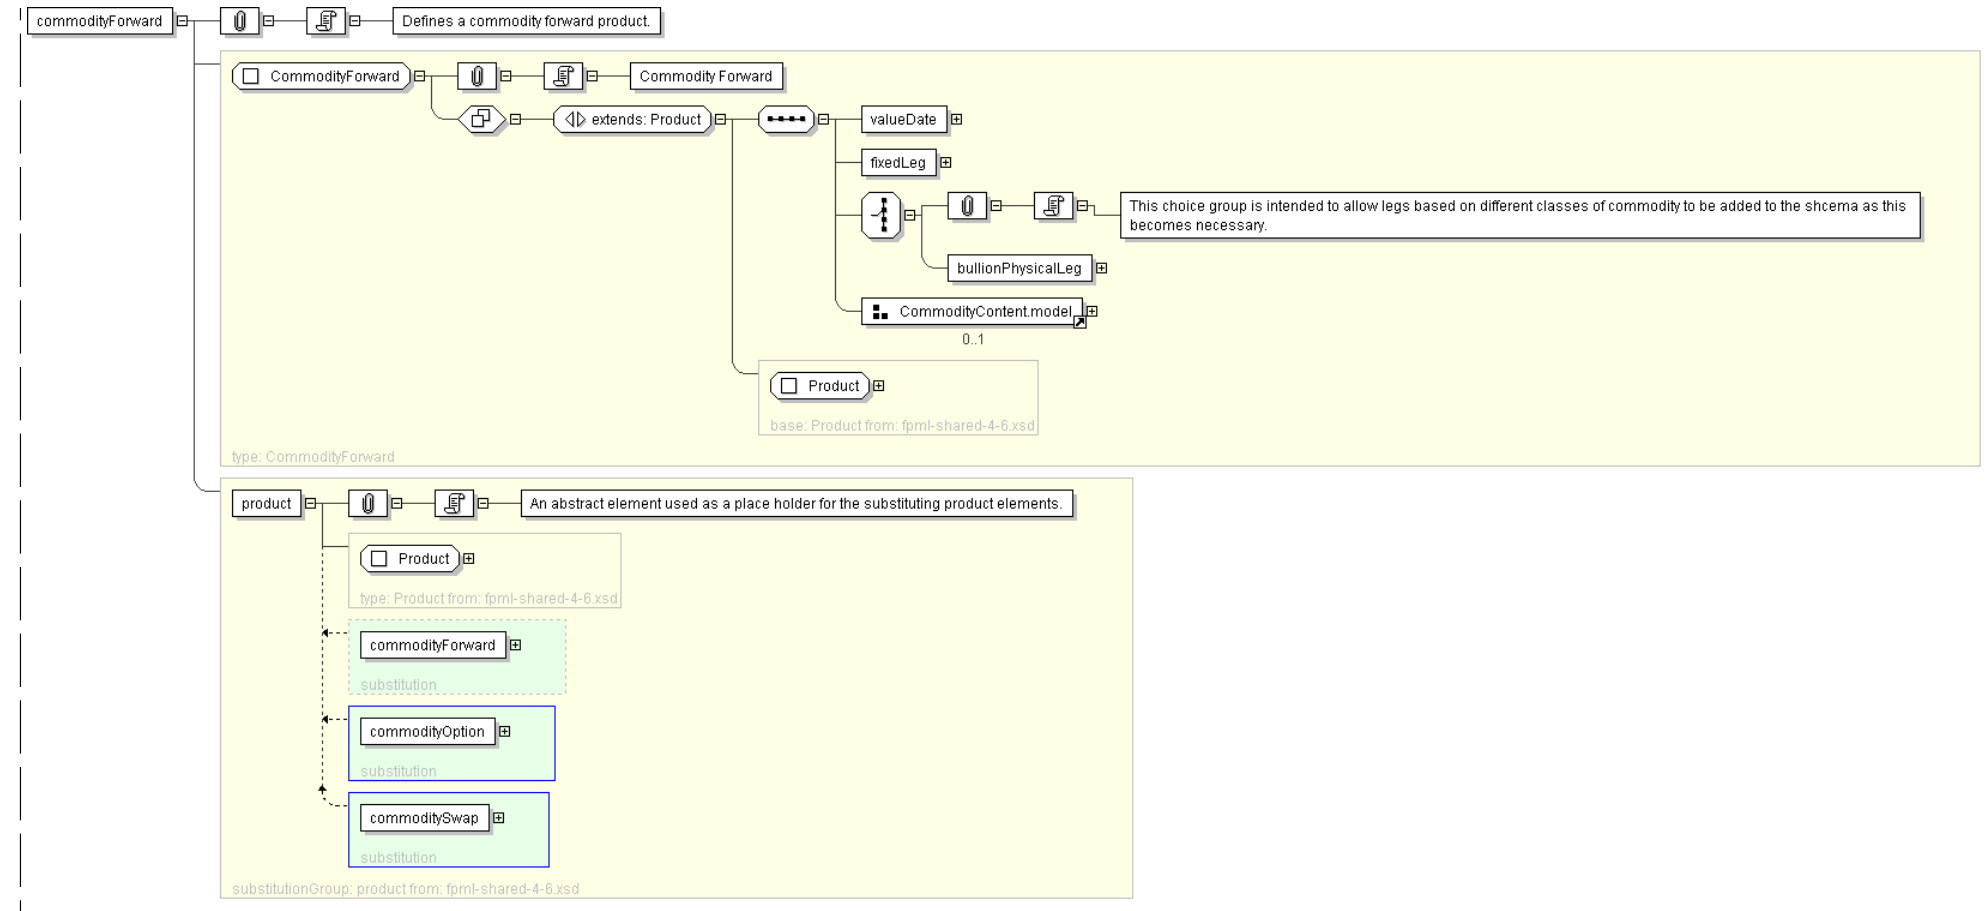 commodityForward
Defines a commodity forward product.
CommodityForward
Commodity Forward
extends: Product
valueDate
fixedLeg
This choice group is intended to allow legs based on different classes of commodity to be added to the shcema as this
becomes necessary.
bullionPhysicalLeg
CommodityContent.model
0..1
Product
base: Product from: fpml-shared-4-6.xsd
type: CommodityForward
product
An abstract element used as a place holder for the substituting product elements.
Product
type: Product from: fpml-shared-4-6.xsd
commodityForward
substitution
commodityOption
substitution
commoditySwap
substitution
substitutionGroup: product from: fpml-shared-4-6.xsd